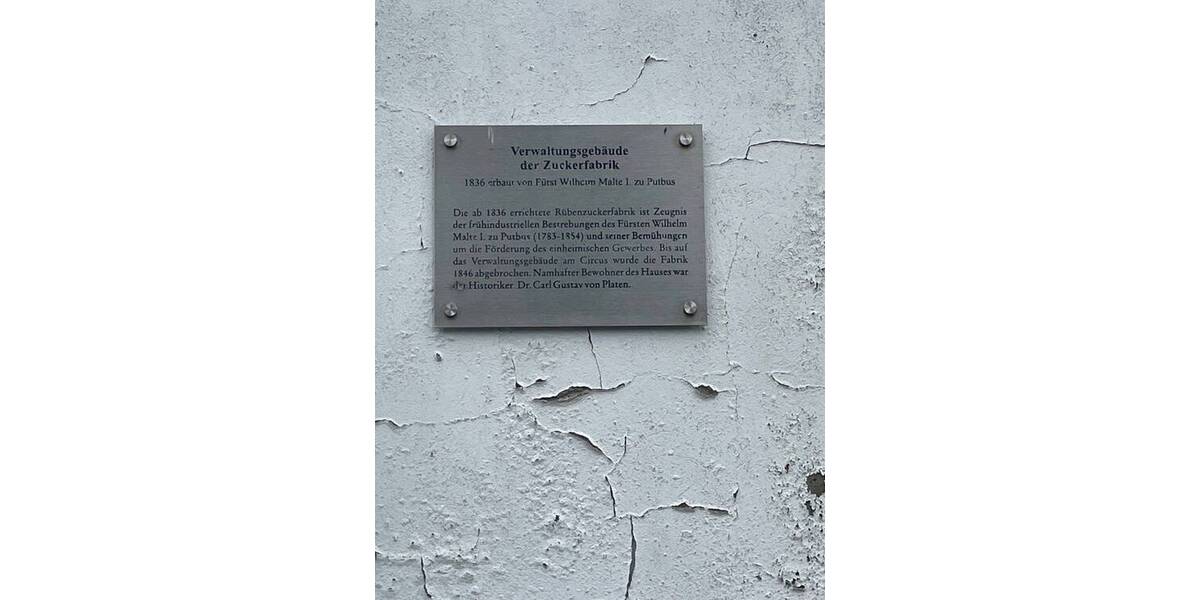 Verwaltungsgebäude
der Zuckerfabrik
1836 erbaut von Fürst Wilhelm Malte I. zu Putbus
Die ab 1836 errichtete Rübenzuckerfabrik ist Zeugnis
der frühindustriellen Bestrebungen des Fürsten Wilhelm
Malte I. zu Putbus (1783-1854) und seiner Bemühungen
um die Förderung des einheimischen Gewerbes. Bis auf
das Verwaltungsgebäude am Circus wurde die Fabrik
1846 abgebrochen. Namhafter Bewohner des Hauses war
der Historiker Dr. Carl Gustav von Platen.